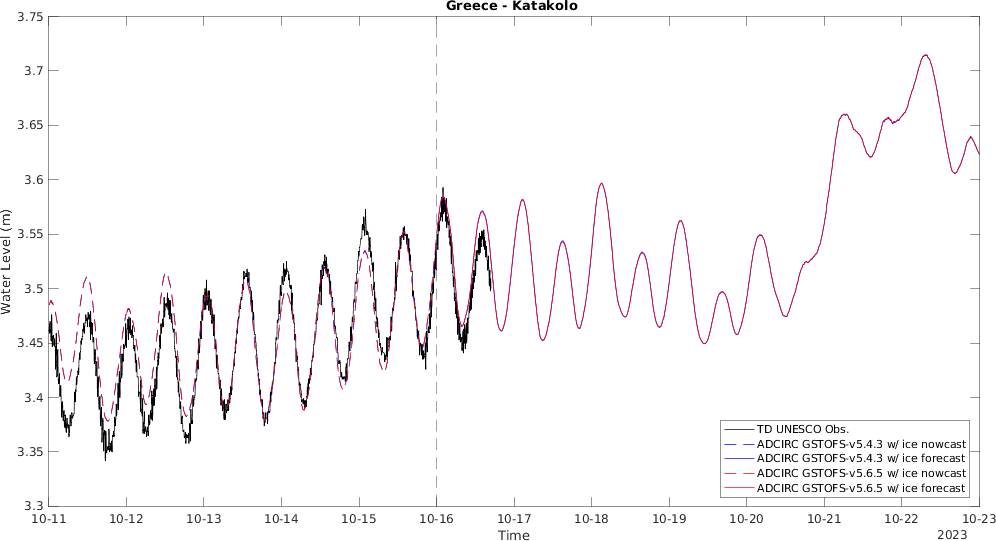 Greece - Katakolo
3.75
3.7
3.65
3.6
3.55
3.5
3.45
3.4
3.35
3.3
Water Level (m)
TD UNESCO Obs.
ADCIRC GSTOFS-v5.4.3 w/ ice nowcast
ADCIRC GSTOFS-v5.4.3 w/ ice forecast
ADCIRC GSTOFS-v5.6.5 w/ ice nowcast
ADCIRC GSTOFS-v5.6.5 w/ ice forecast
10-11 10-12 10-13 10-14 10-15 10-16 10-17 10-18 10-19 10-20 10-21 10-22 10-23
Time
2023